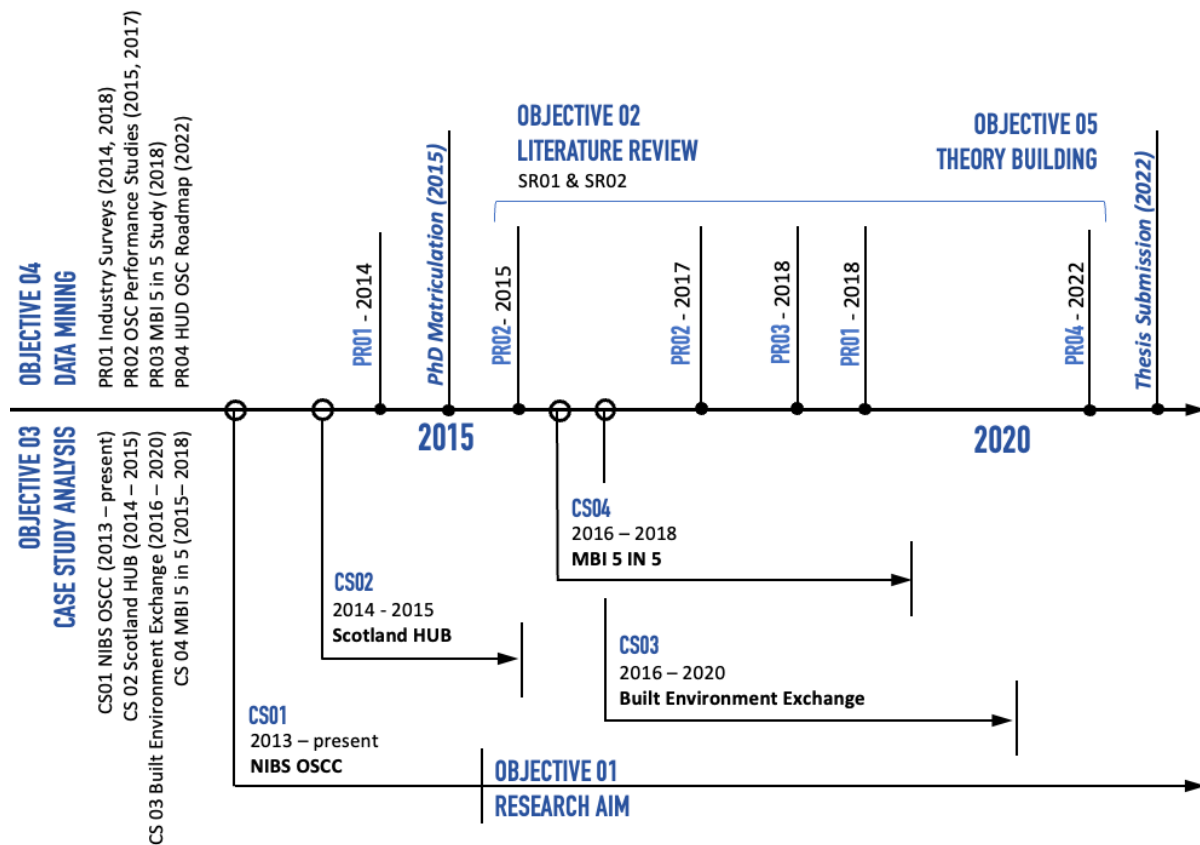 OBJECTIVE 04
DATA MINING
PR01 Industry Surveys (2014, 2018)
PR02 OSC Performance Studies (2015, 2017)
PR03 MBI 5 in 5 Study (2018)
PR04 HUD OSC Roadmap (2022)
PR01 - 2014
PhD Matriculation (2015)
OBJECTIVE 02
LITERATURE REVIEW
SR01 & SR02
OBJECTIVE 05
THEORY BUILDING
PR02- 2015
PR02 - 2017
PR03 - 2018
PR01 - 2018
PR04 - 2022
Thesis Submission (2022)
2015
2020
OBJECTIVE 03
CASE STUDY ANALYSIS
CS01 NIBS OSCC (2013 – present)
CS 02 Scotland HUB (2014 – 2015)
CS 03 Built Environment Exchange (2016 – 2020)
CS 04 MBI 5 in 5 (2015– 2018)
CS04
2016 – 2018
MBI 5 IN 5
CS02
2014 - 2015
Scotland HUB
CS03
2016 – 2020
Built Environment Exchange
CS01
2013 – present
NIBS OSCC
OBJECTIVE 01
RESEARCH AIM